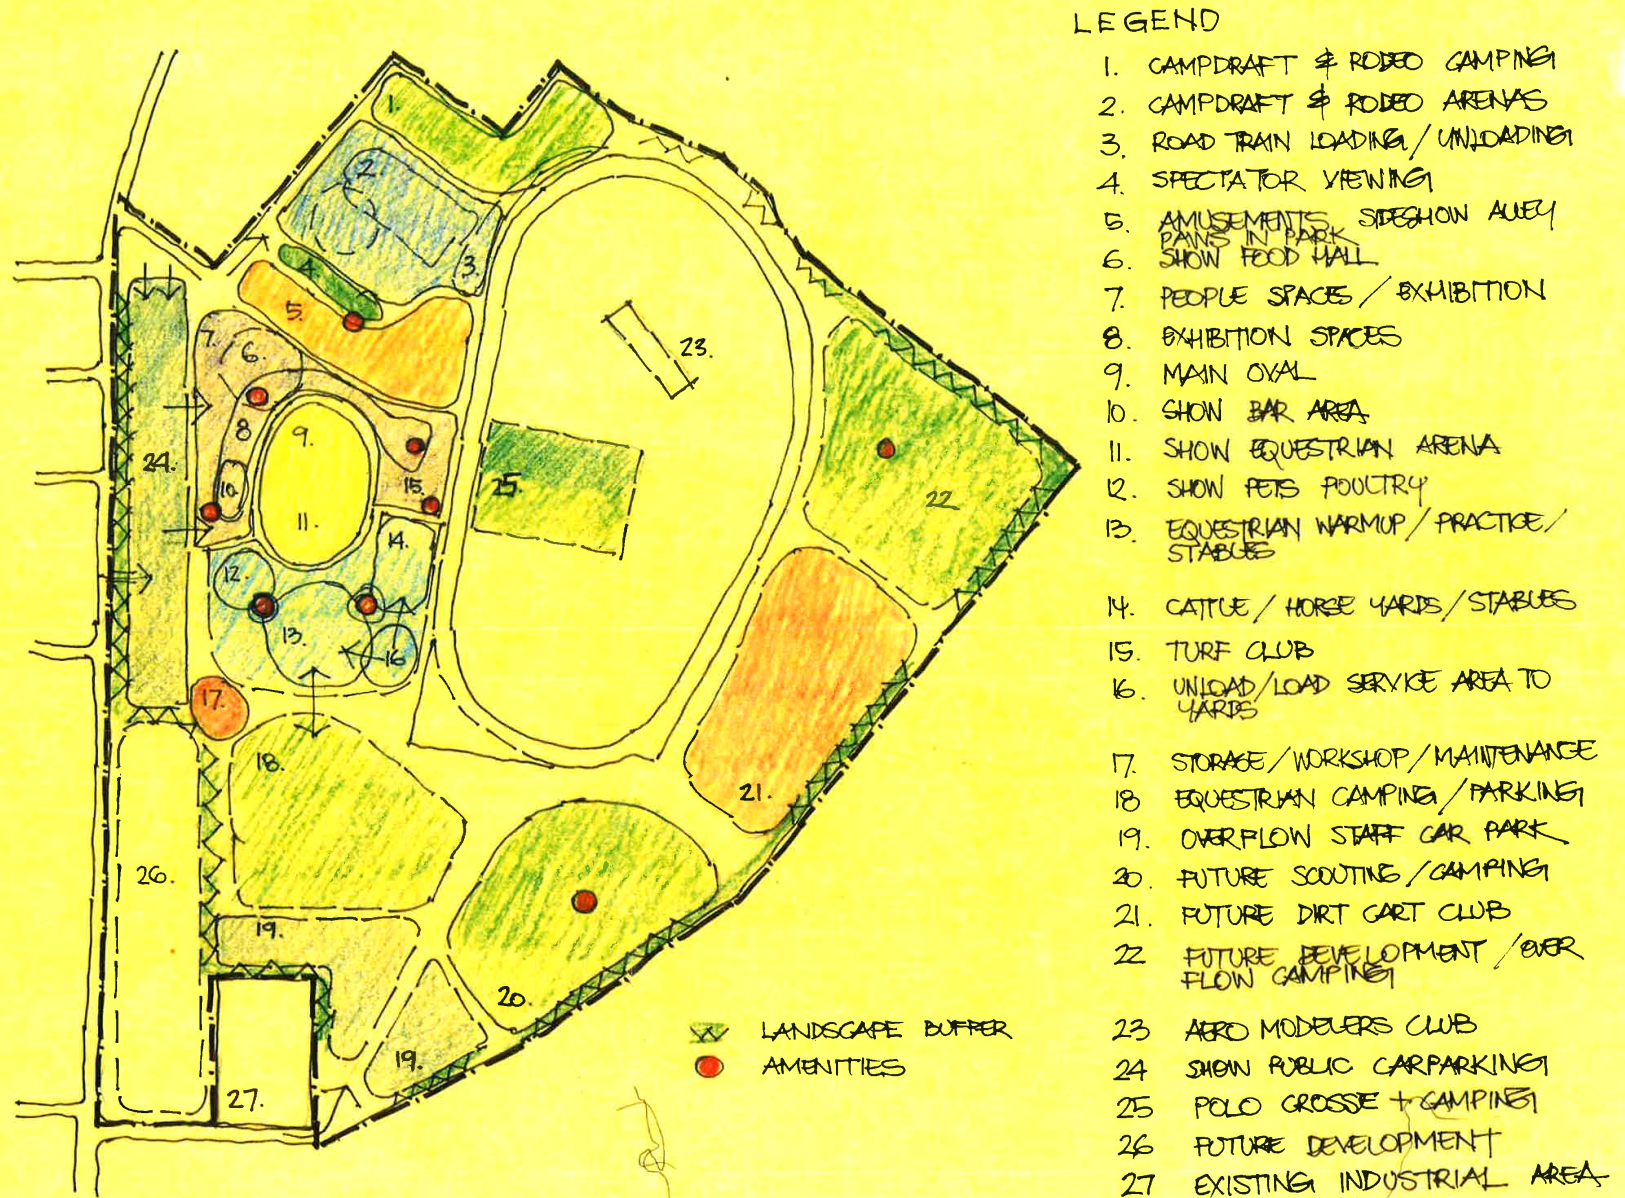 LEGEND
1. CAMPDRAFT & RODEO CAMPING
2. CAMPDRAFT & RODEO ARENAS
3. ROAD TRAIN LOADING / UNLOADING
4. SPECTATOR VIEWING
5. AMUSEMENTS, SIDESHOW ALLEY
PAWS IN PARK
6. SHOW FOOD HALL
7. PEOPLE SPACES / EXHIBITION
8. EXHIBITION SPACES
9. MAIN OVAL
10. SHOW BAR AREA
11. SHOW EQUESTRIAN ARENA
12. SHOW PETS POULTRY
13. EQUESTRIAN WARMUP / PRACTICE /
STABLES
14. CATTLE / HORSE YARDS / STABLES
15. TURF CLUB
16. UNLOAD/LOAD SERVICE AREA TO
YARDS
17. STORAGE / WORKSHOP / MAINTENANCE
18 EQUESTRIAN CAMPING / PARKING
19. OVERFLOW STAFF CAR PARK
20. FUTURE SCOUTING / CAMPING
21. FUTURE DIRT CART CLUB
22 FUTURE DEVELOPMENT / OVER
FLOW CAMPING
23 AERO MODELERS CLUB
24 SHOW PUBLIC CARPARKING
25 POLO CROSSE + CAMPING
26 FUTURE DEVELOPMENT
27 EXISTING INDUSTRIAL AREA
LANDSCAPE BUFFER
AMENITIES
1.
2.
3.
4.
5.
7.
6.
23.
8
9.
24.
10.
15.
25.
22
11.
14.
12.
13.
16
17.
18.
21.
26.
19.
20.
19.
27.